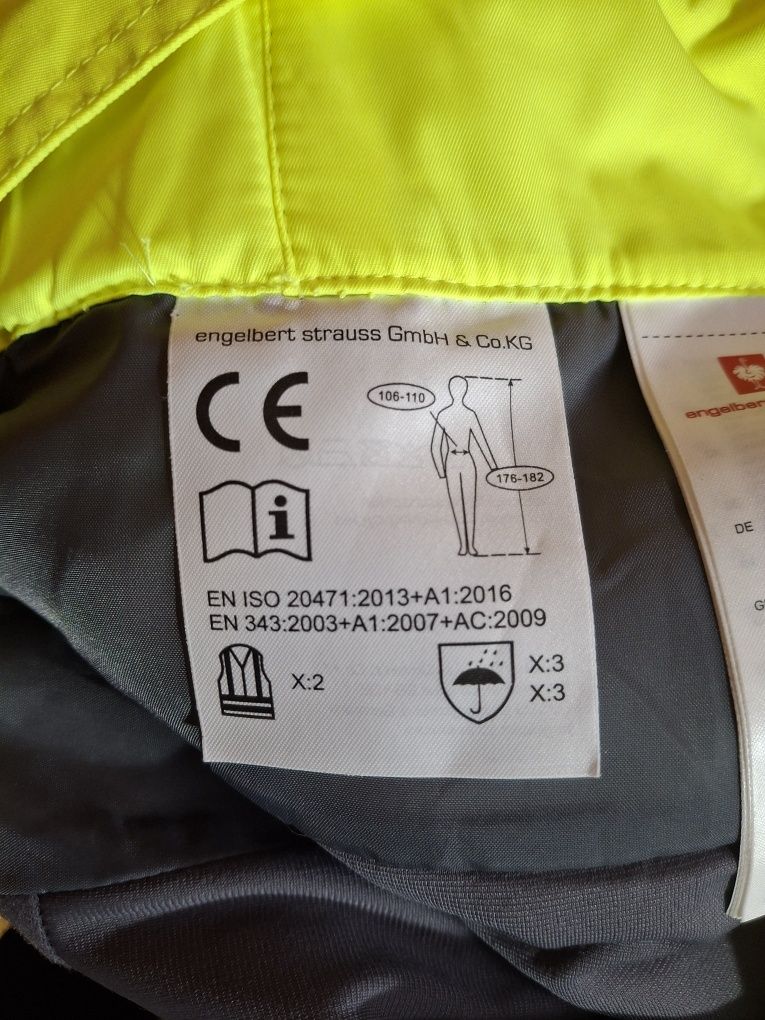 engelbert strauss GmbH & Co.KG
CE
106-110
176-182
i
EN ISO 20471:2013+A1:2016
EN 343:2003+A1:2007+AC:2009
X:2
X:3
X:3
DE